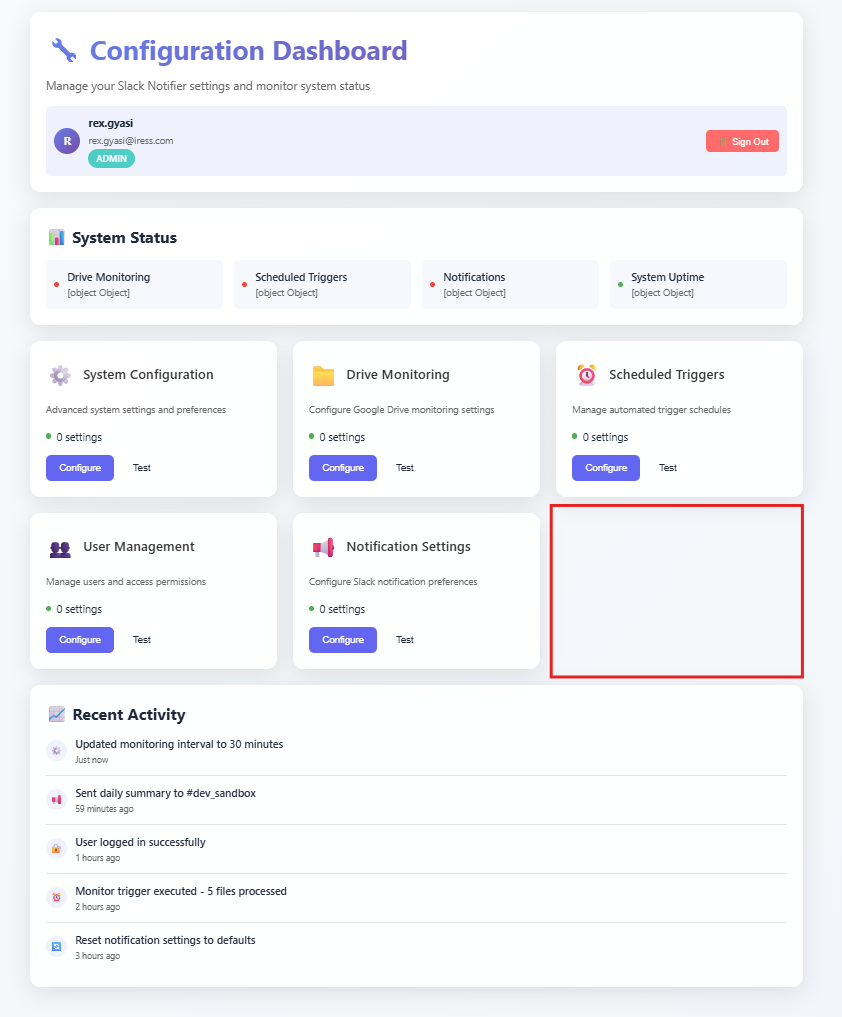 Configuration Dashboard
Manage your Slack Notifier settings and monitor system status
R
rex.gyasi
rex.gyasi@iress.com
ADMIN
Sign Out
System Status
Drive Monitoring
[object Object]
Scheduled Triggers
[object Object]
Notifications
[object Object]
System Uptime
[object Object]
System Configuration
Advanced system settings and preferences
0 settings
Configure Test
Drive Monitoring
Configure Google Drive monitoring settings
0 settings
Configure Test
Scheduled Triggers
Manage automated trigger schedules
0 settings
Configure Test
User Management
Manage users and access permissions
0 settings
Configure Test
Notification Settings
Configure Slack notification preferences
0 settings
Configure Test
Recent Activity
Updated monitoring interval to 30 minutes
Just now
Sent daily summary to #dev_sandbox
59 minutes ago
User logged in successfully
1 hours ago
Monitor trigger executed - 5 files processed
2 hours ago
Reset notification settings to defaults
3 hours ago